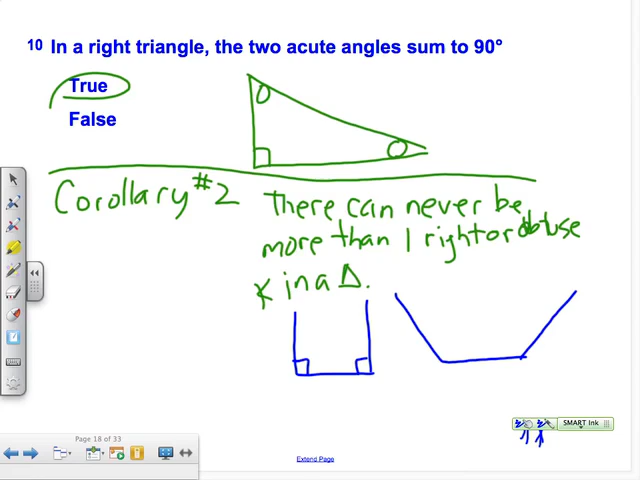 10 In a right triangle, the two acute angles sum to 90°
True
False
Corollary #2 There can never be
more than 1 right or obtuse
∡ in a Δ.
SMART Ink
Page 18 of 33
Extend Page